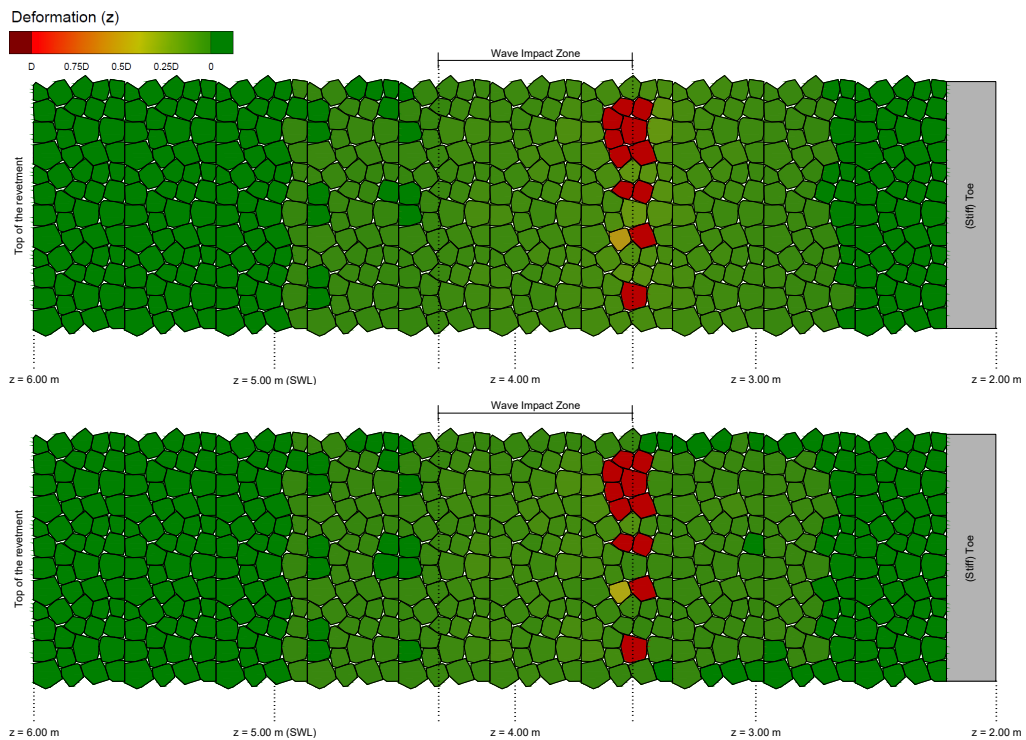 Deformation (z)
D 0.75D 0.5D 0.25D 0
Wave Impact Zone
Top of the revetment
(Stiff) Toe
z = 6.00 m z = 5.00 m (SWL) z = 4.00 m z = 3.00 m z = 2.00 m
Wave Impact Zone
Top of the revetment
(Stiff) Toe
z = 6.00 m z = 5.00 m (SWL) z = 4.00 m z = 3.00 m z = 2.00 m